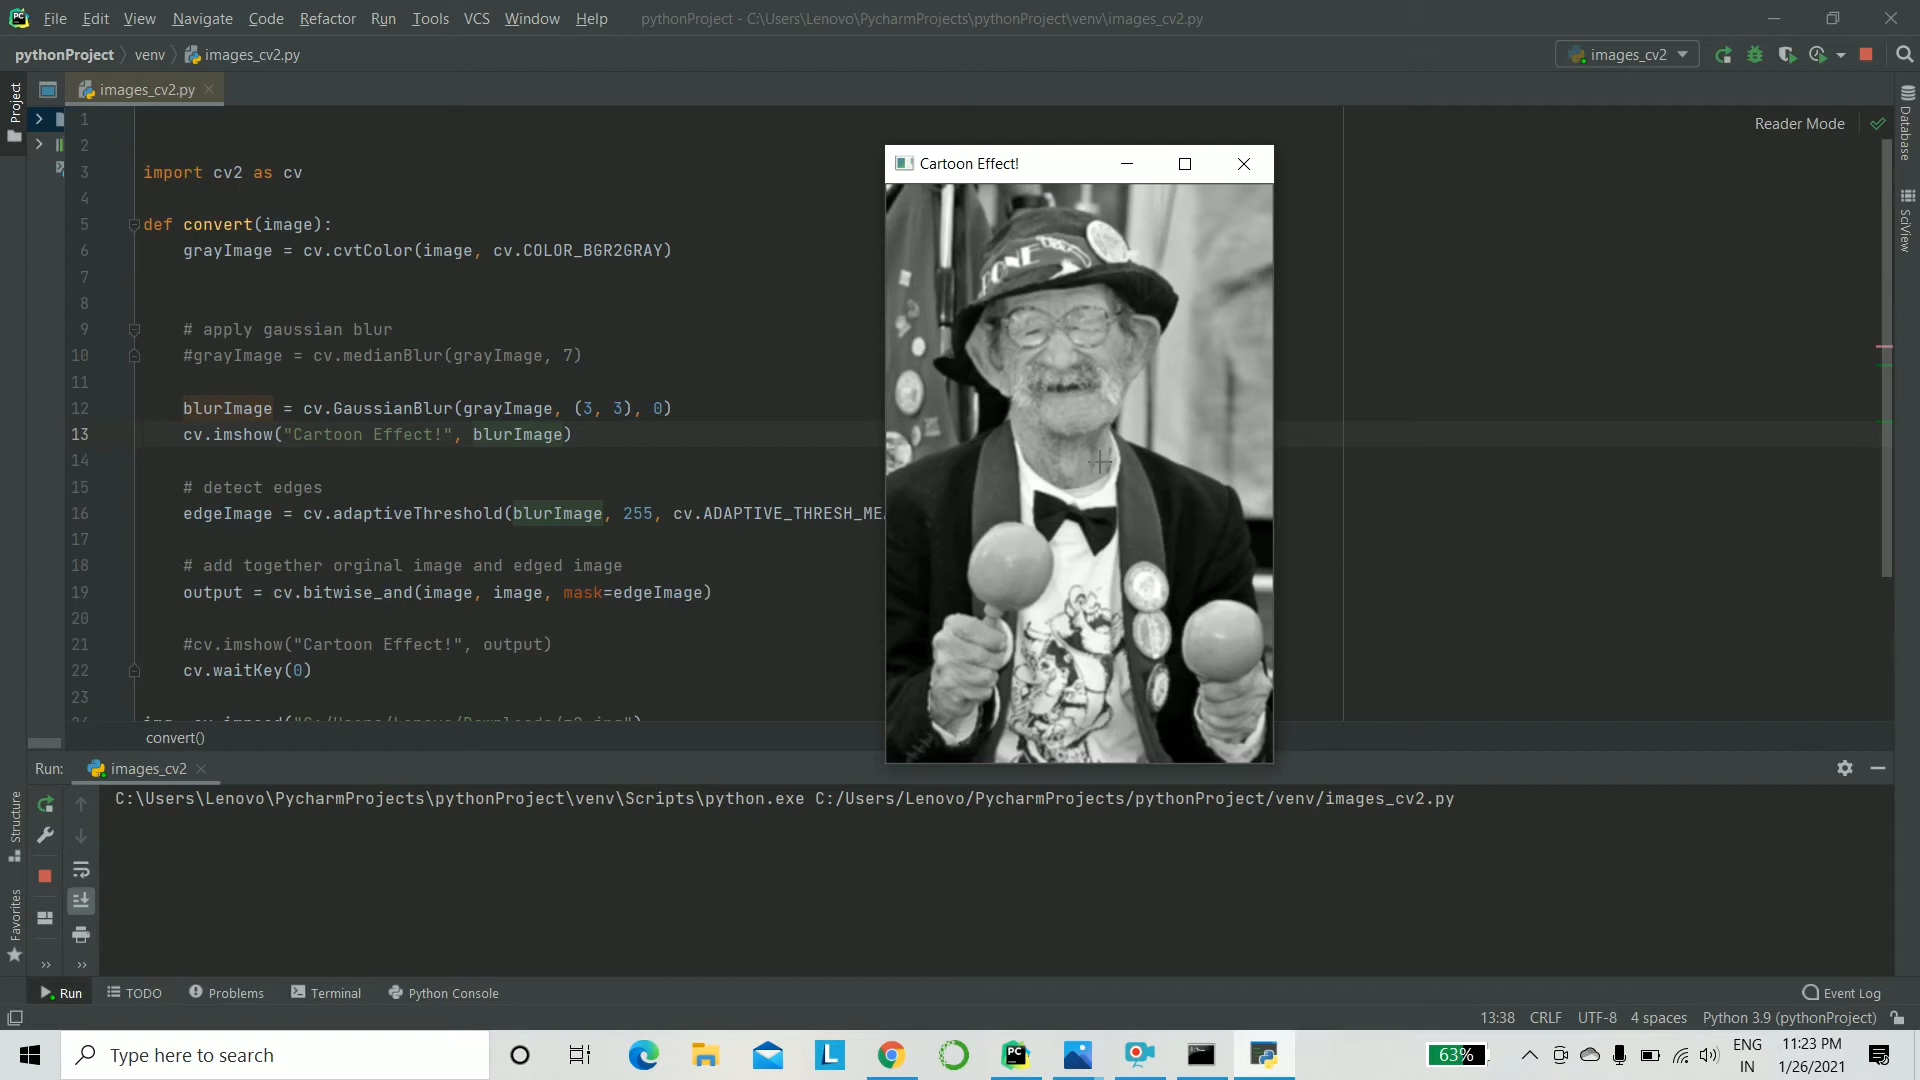 File Edit View Navigate Code Refactor Run Tools VCS Window Help pythonProject - C:\Users\Lenovo\PycharmProjects\pythonProject\venv\images_cv2.py
pythonProject venv images_cv2.py images_cv2
Project images_cv2.py
Reader Mode
1
2
3 import cv2 as cv
4
5 def convert(image):
6 grayImage = cv.cvtColor(image, cv.COLOR_BGR2GRAY)
7
8
9 # apply gaussian blur
10 #grayImage = cv.medianBlur(grayImage, 7)
11
12 blurImage = cv.GaussianBlur(grayImage, (3, 3), 0)
13 cv.imshow("Cartoon Effect!", blurImage)
14
15 # detect edges
16 edgeImage = cv.adaptiveThreshold(blurImage, 255, cv.ADAPTIVE_THRESH_ME
17
18 # add together orginal image and edged image
19 output = cv.bitwise_and(image, image, mask=edgeImage)
20
21 #cv.imshow("Cartoon Effect!", output)
22 cv.waitKey(0)
23
convert()
Cartoon Effect!
Database
SciView
Run: images_cv2
C:\Users\Lenovo\PycharmProjects\pythonProject\venv\Scripts\python.exe C:/Users/Lenovo/PycharmProjects/pythonProject/venv/images_cv2.py
Structure
Favorites
Run TODO Problems Terminal Python Console Event Log
13:38 CRLF UTF-8 4 spaces Python 3.9 (pythonProject)
Type here to search
63%
ENG
IN
11:23 PM
1/26/2021